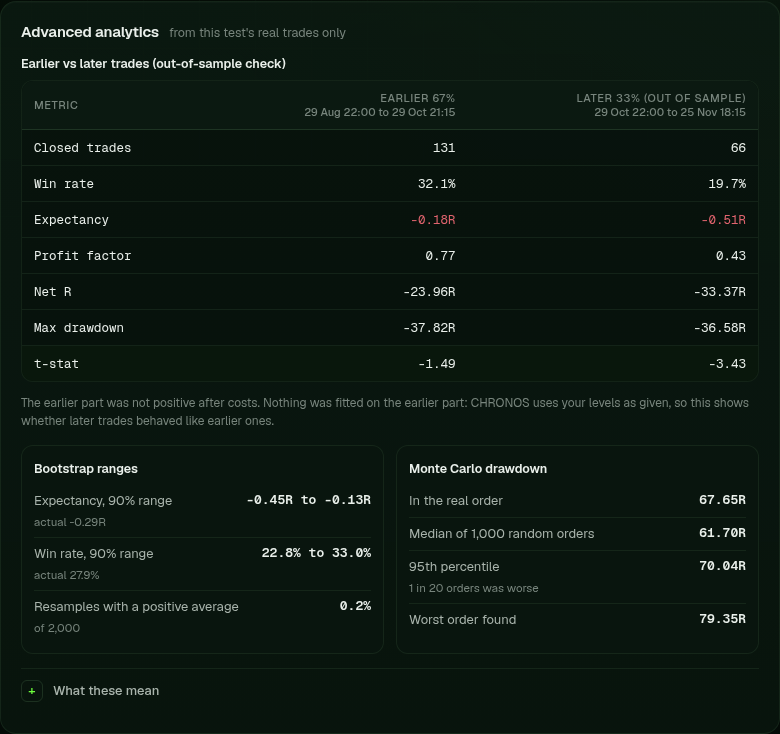 Advanced analytics from this test's real trades only
Earlier vs later trades (out-of-sample check)
METRIC EARLIER 67% 29 Aug 22:00 to 29 Oct 21:15 LATER 33% (OUT OF SAMPLE) 29 Oct 22:00 to 25 Nov 18:15
Closed trades 131 66
Win rate 32.1% 19.7%
Expectancy -0.18R -0.51R
Profit factor 0.77 0.43
Net R -23.96R -33.37R
Max drawdown -37.82R -36.58R
t-stat -1.49 -3.43
The earlier part was not positive after costs. Nothing was fitted on the earlier part: CHRONOS uses your levels as given, so this shows
whether later trades behaved like earlier ones.
Bootstrap ranges
Expectancy, 90% range -0.45R to -0.13R
actual -0.29R
Win rate, 90% range 22.8% to 33.0%
actual 27.9%
Resamples with a positive average 0.2%
of 2,000
Monte Carlo drawdown
In the real order 67.65R
Median of 1,000 random orders 61.70R
95th percentile 70.04R
1 in 20 orders was worse
Worst order found 79.35R
+ What these mean